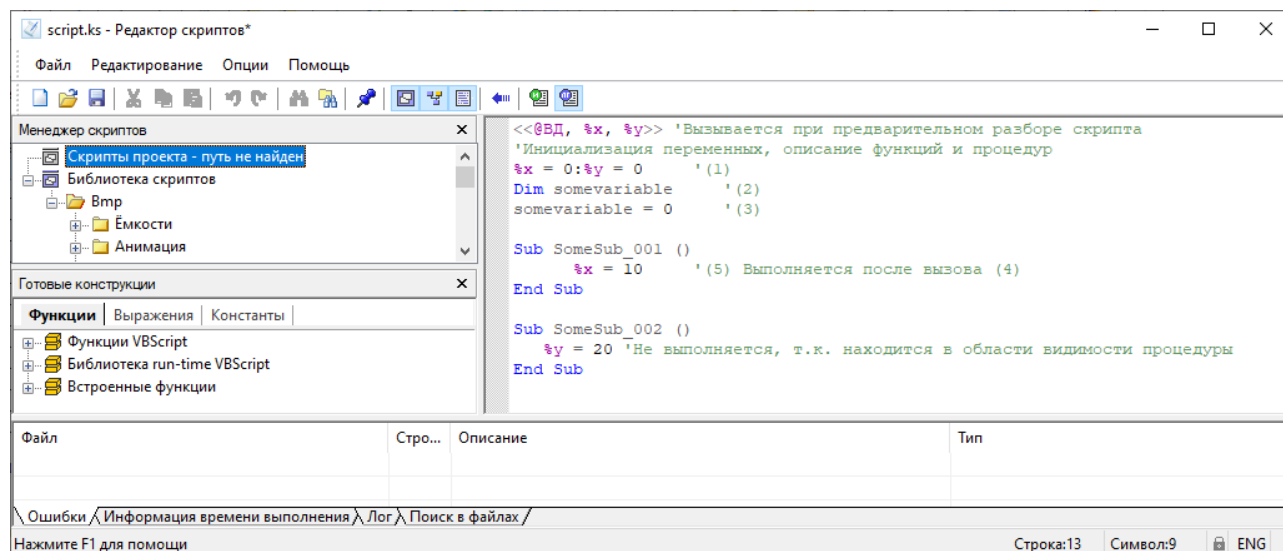 script.ks - Редактор скриптов*
Файл Редактирование Опции Помощь
Менеджер скриптов
Скрипты проекта - путь не найден
Библиотека скриптов
Bmp
Ёмкости
Анимация
Готовые конструкции
Функции Выражения Константы
Функции VBScript
Библиотека run-time VBScript
Встроенные функции
<<@ВД, %x, %y>> 'Вызывается при предварительном разборе скрипта
'Инициализация переменных, описание функций и процедур
%x = 0:%y = 0 '(1)
Dim somevariable '(2)
somevariable = 0 '(3)
Sub SomeSub_001 ()
%x = 10 '(5) Выполняется после вызова (4)
End Sub
Sub SomeSub_002 ()
%y = 20 'Не выполняется, т.к. находится в области видимости процедуры
End Sub
Файл Стро... Описание Тип
Ошибки Информация времени выполнения Лог Поиск в файлах
Нажмите F1 для помощи Строка:13 Символ:9 ENG